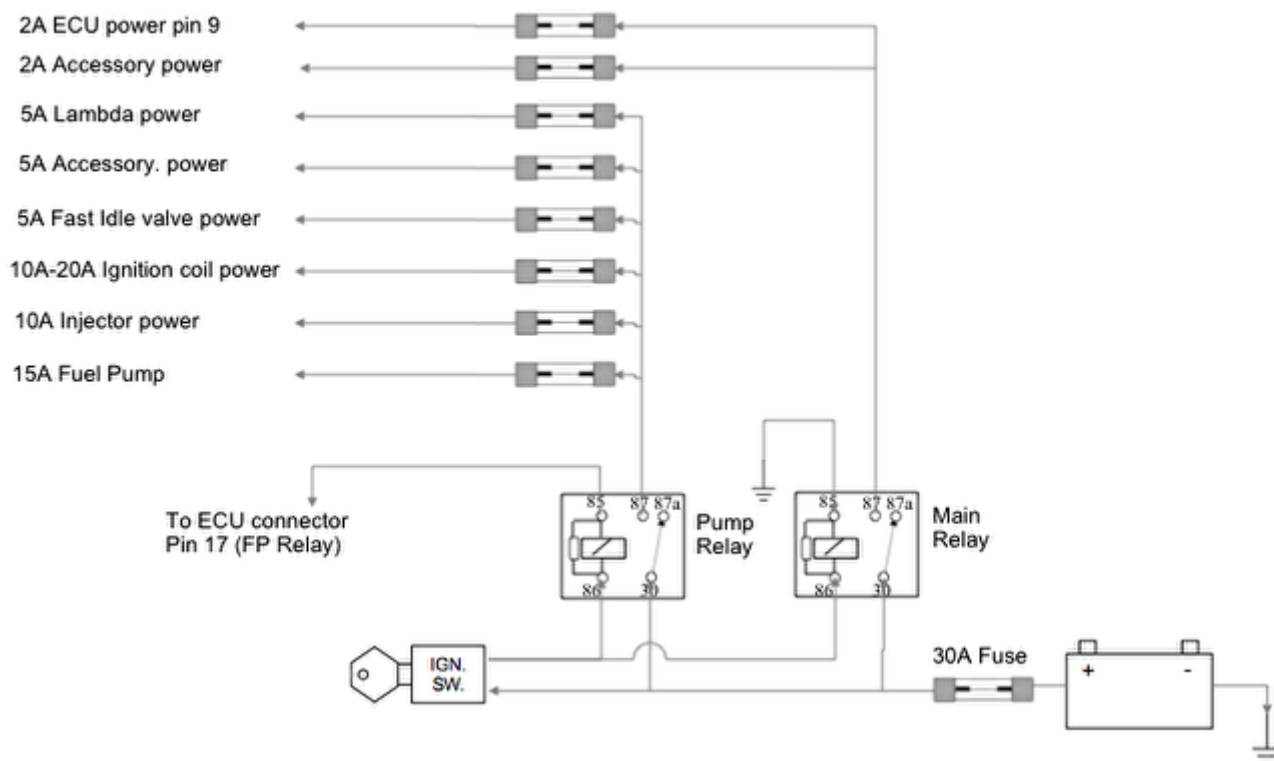 2A ECU power pin 9
2A Accessory power
5A Lambda power
5A Accessory. power
5A Fast Idle valve power
10A-20A Ignition coil power
10A Injector power
15A Fuel Pump
To ECU connector
Pin 17 (FP Relay)
85 87 87a
86 30
Pump
Relay
85 87 87a
86 30
Main
Relay
IGN.
SW.
30A Fuse
+ -